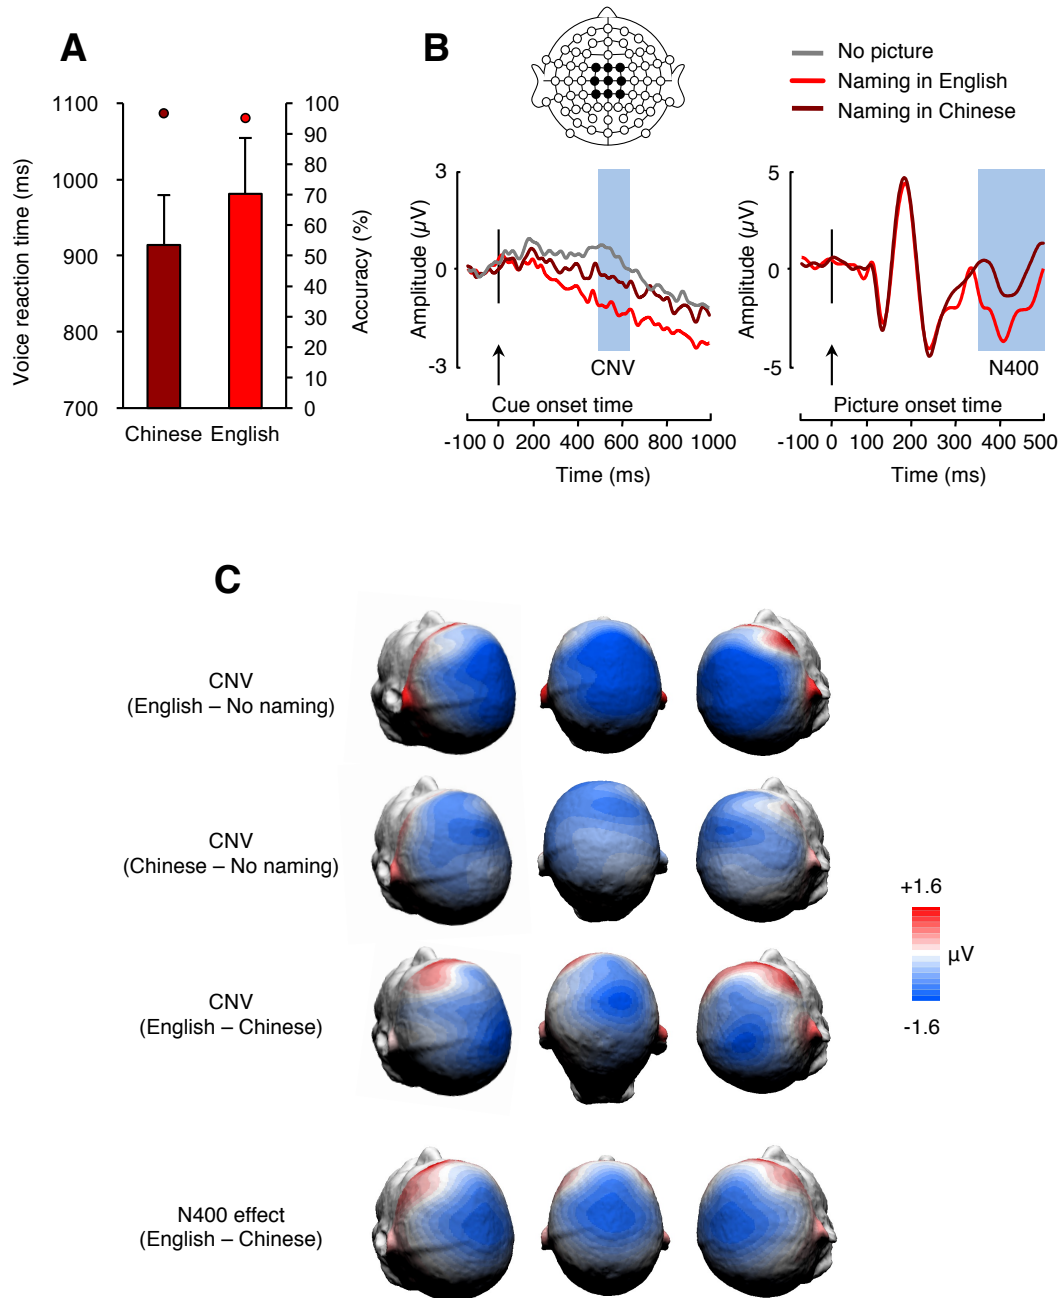 A
1100
1000
900
800
700
Voice reaction time (ms)
100
90
80
70
60
50
40
30
20
10
0
Accuracy (%)
Chinese English
B
No picture
Naming in English
Naming in Chinese
3
0
-3
Amplitude (µV)
CNV
Cue onset time
-100 0 200 400 600 800 1000
Time (ms)
5
0
-5
Amplitude (µV)
N400
Picture onset time
-100 0 100 200 300 400 500
Time (ms)
C
CNV
(English – No naming)
CNV
(Chinese – No naming)
CNV
(English – Chinese)
N400 effect
(English – Chinese)
+1.6
µV
-1.6